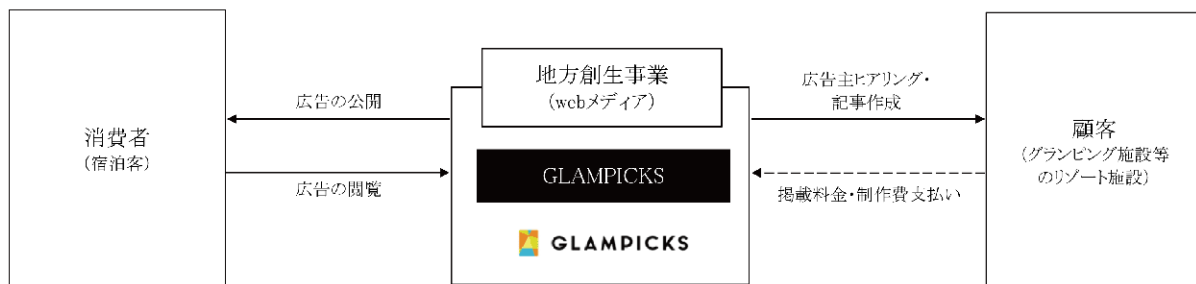 消費者
(宿泊客)
広告の公開
広告の閲覧
地方創生事業
(webメディア)
GLAMPICKS
GLAMPICKS
広告主ヒアリング・
記事作成
掲載料金・制作費支払い
顧客
(グランピング施設等
のリゾート施設)